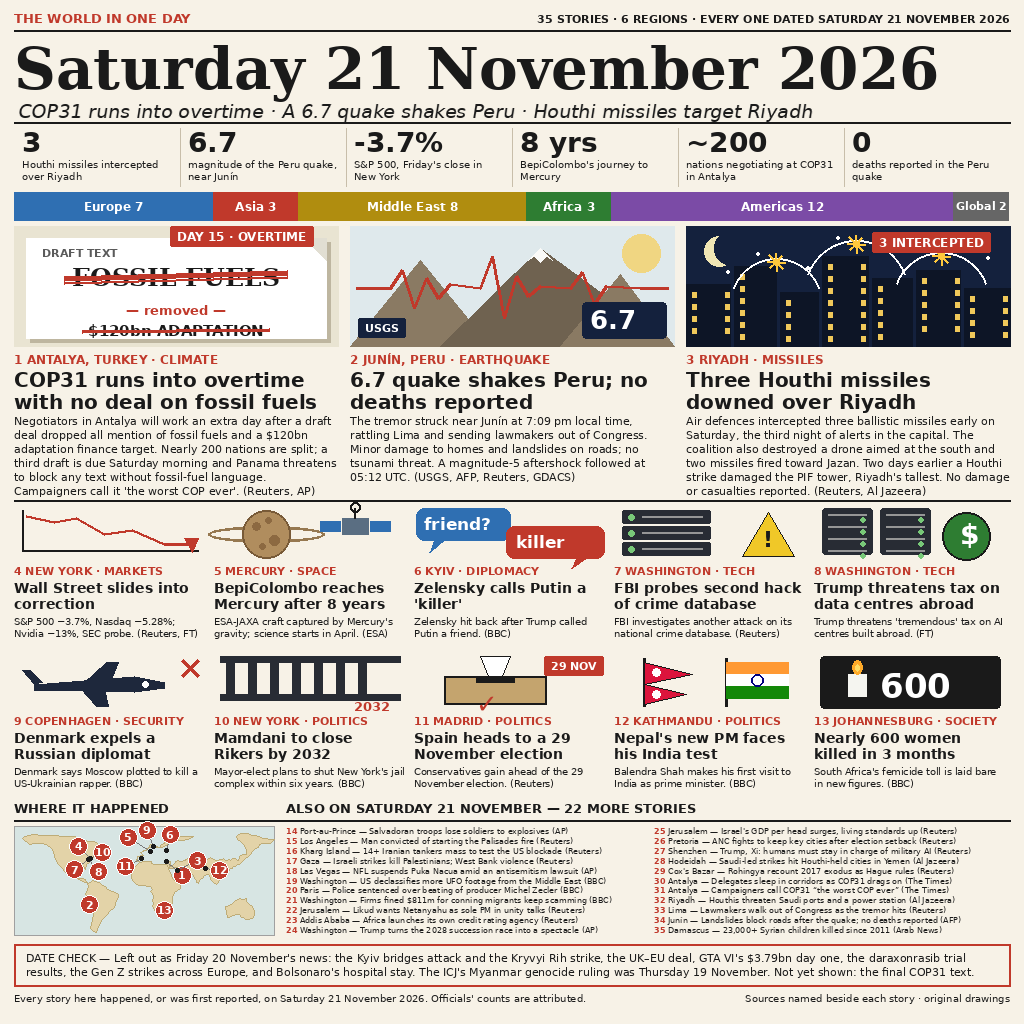 THE WORLD IN ONE DAY
35 STORIES · 6 REGIONS · EVERY ONE DATED SATURDAY 21 NOVEMBER 2026
Saturday 21 November 2026
COP31 runs into overtime · A 6.7 quake shakes Peru · Houthi missiles target Riyadh
3
Houthi missiles intercepted
over Riyadh
6.7
magnitude of the Peru quake,
near Junín
-3.7%
S&P 500, Friday's close in
New York
8 yrs
BepiColombo's journey to
Mercury
~200
nations negotiating at COP31
in Antalya
0
deaths reported in the Peru
quake
Europe 7
Asia 3
Middle East 8
Africa 3
Americas 12
Global 2
DAY 15 · OVERTIME
DRAFT TEXT
FOSSIL FUELS
— removed —
$120bn ADAPTATION
USGS
6.7
3 INTERCEPTED
1 ANTALYA, TURKEY · CLIMATE
COP31 runs into overtime
with no deal on fossil fuels
Negotiators in Antalya will work an extra day after a draft
deal dropped all mention of fossil fuels and a $120bn
adaptation finance target. Nearly 200 nations are split; a
third draft is due Saturday morning and Panama threatens
to block any text without fossil-fuel language.
Campaigners call it 'the worst COP ever'. (Reuters, AP)
2 JUNÍN, PERU · EARTHQUAKE
6.7 quake shakes Peru; no
deaths reported
The tremor struck near Junín at 7:09 pm local time,
rattling Lima and sending lawmakers out of Congress.
Minor damage to homes and landslides on roads; no
tsunami threat. A magnitude-5 aftershock followed at
05:12 UTC. (USGS, AFP, Reuters, GDACS)
3 RIYADH · MISSILES
Three Houthi missiles
downed over Riyadh
Air defences intercepted three ballistic missiles early on
Saturday, the third night of alerts in the capital. The
coalition also destroyed a drone aimed at the south and
two missiles fired toward Jazan. Two days earlier a Houthi
strike damaged the PIF tower, Riyadh's tallest. No damage
or casualties reported. (Reuters, Al Jazeera)
4 NEW YORK · MARKETS
Wall Street slides into
correction
S&P 500 −3.7%, Nasdaq −5.28%;
Nvidia −13%, SEC probe. (Reuters, FT)
5 MERCURY · SPACE
BepiColombo reaches
Mercury after 8 years
ESA-JAXA craft captured by Mercury's
gravity; science starts in April. (ESA)
friend?
killer
6 KYIV · DIPLOMACY
Zelensky calls Putin a
'killer'
Zelensky hit back after Trump called
Putin a friend. (BBC)
!
7 WASHINGTON · TECH
FBI probes second hack
of crime database
FBI investigates another attack on its
national crime database. (Reuters)
$
8 WASHINGTON · TECH
Trump threatens tax on
data centres abroad
Trump threatens 'tremendous' tax on AI
centres built abroad. (FT)
9 COPENHAGEN · SECURITY
Denmark expels a
Russian diplomat
Denmark says Moscow plotted to kill a
US-Ukrainian rapper. (BBC)
2032
10 NEW YORK · POLITICS
Mamdani to close
Rikers by 2032
Mayor-elect plans to shut New York's jail
complex within six years. (BBC)
29 NOV
11 MADRID · POLITICS
Spain heads to a 29
November election
Conservatives gain ahead of the 29
November election. (Reuters)
12 KATHMANDU · POLITICS
Nepal's new PM faces
his India test
Balendra Shah makes his first visit to
India as prime minister. (BBC)
600
13 JOHANNESBURG · SOCIETY
Nearly 600 women
killed in 3 months
South Africa's femicide toll is laid bare
in new figures. (BBC)
WHERE IT HAPPENED
4
10
7
8
2
5
9
6
11
3
1
12
13
ALSO ON SATURDAY 21 NOVEMBER — 22 MORE STORIES
14 Port-au-Prince — Salvadoran troops lose soldiers to explosives (AP)
15 Los Angeles — Man convicted of starting the Palisades fire (Reuters)
16 Kharg Island — 14+ Iranian tankers mass to test the US blockade (Reuters)
17 Gaza — Israeli strikes kill Palestinians; West Bank violence (Reuters)
18 Las Vegas — NFL suspends Puka Nacua amid an antisemitism lawsuit (AP)
19 Washington — US declassifies more UFO footage from the Middle East (BBC)
20 Paris — Police sentenced over beating of producer Michel Zecler (BBC)
21 Washington — Firms fined $811m for conning migrants keep scamming (BBC)
22 Jerusalem — Likud wants Netanyahu as sole PM in unity talks (Reuters)
23 Addis Ababa — Africa launches its own credit rating agency (Reuters)
24 Washington — Trump turns the 2028 succession race into a spectacle (AP)
25 Jerusalem — Israel's GDP per head surges, living standards up (Reuters)
26 Pretoria — ANC fights to keep key cities after election setback (Reuters)
27 Shenzhen — Trump, Xi: humans must stay in charge of military AI (Reuters)
28 Hodeidah — Saudi-led strikes hit Houthi-held cities in Yemen (Al Jazeera)
29 Cox's Bazar — Rohingya recount 2017 exodus as Hague rules (Reuters)
30 Antalya — Delegates sleep in corridors as COP31 drags on (The Times)
31 Antalya — Campaigners call COP31 "the worst COP ever" (The Times)
32 Riyadh — Houthis threaten Saudi ports and a power station (Al Jazeera)
33 Lima — Lawmakers walk out of Congress as the tremor hits (Reuters)
34 Junín — Landslides block roads after the quake; no deaths reported (AFP)
35 Damascus — 23,000+ Syrian children killed since 2011 (Arab News)
DATE CHECK — Left out as Friday 20 November's news: the Kyiv bridges attack and the Kryvyi Rih strike, the UK–EU deal, GTA VI's $3.79bn day one, the daraxonrasib trial
results, the Gen Z strikes across Europe, and Bolsonaro's hospital stay. The ICJ's Myanmar genocide ruling was Thursday 19 November. Not yet shown: the final COP31 text.
Every story here happened, or was first reported, on Saturday 21 November 2026. Officials' counts are attributed.
Sources named beside each story · original drawings